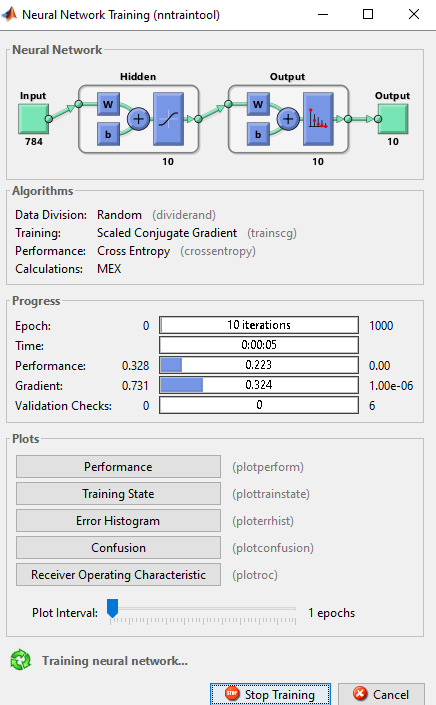 Neural Network Training (nntraintool)
Neural Network
Hidden Output
Input Output
W W
b b
784 10
10 10
Algorithms
Data Division: Random (dividerand)
Training: Scaled Conjugate Gradient (trainscg)
Performance: Cross Entropy (crossentropy)
Calculations: MEX
Progress
Epoch: 0 10 iterations 1000
Time: 0:00:05
Performance: 0.328 0.223 0.00
Gradient: 0.731 0.324 1.00e-06
Validation Checks: 0 0 6
Plots
Performance (plotperform)
Training State (plottrainstate)
Error Histogram (ploterrhist)
Confusion (plotconfusion)
Receiver Operating Characteristic (plotroc)
Plot Interval: 1 epochs
Training neural network...
STOP Stop Training Cancel